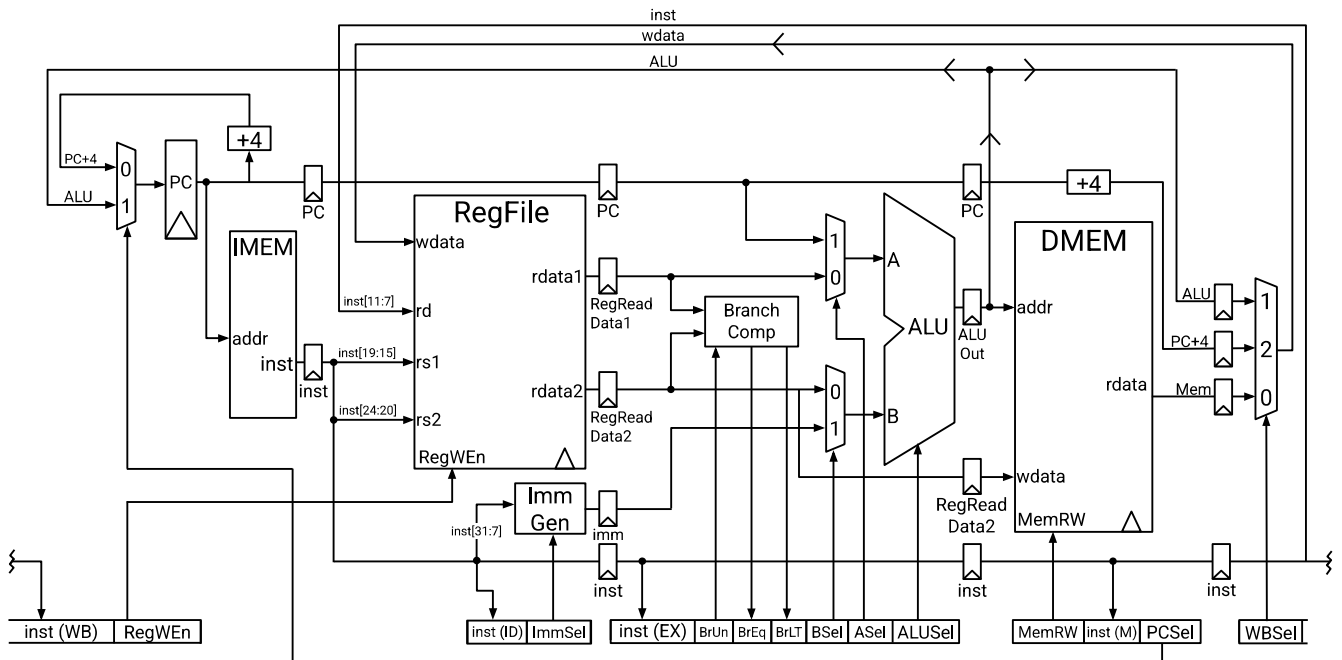 inst
wdata
ALU
+4
PC+4
0
ALU
1
PC
PC
PC
PC
+4
RegFile
wdata
rdata1
inst[11:7]
rd
inst[19:15]
rs1
rdata2
inst[24:20]
rs2
RegWEn
IMEM
addr
inst
inst
RegRead
Data1
RegRead
Data2
Branch
Comp
1
0
0
1
A
ALU
B
ALU
Out
DMEM
addr
rdata
wdata
MemRW
RegRead
Data2
ALU
PC+4
Mem
1
2
0
Imm
Gen
inst[31:7]
imm
inst
inst
inst
inst (WB)
RegWEn
inst (ID)
ImmSel
inst (EX)
BrUn
BrEq
BrLT
BSel
ASel
ALUSel
MemRW
inst (M)
PCSel
WBSel